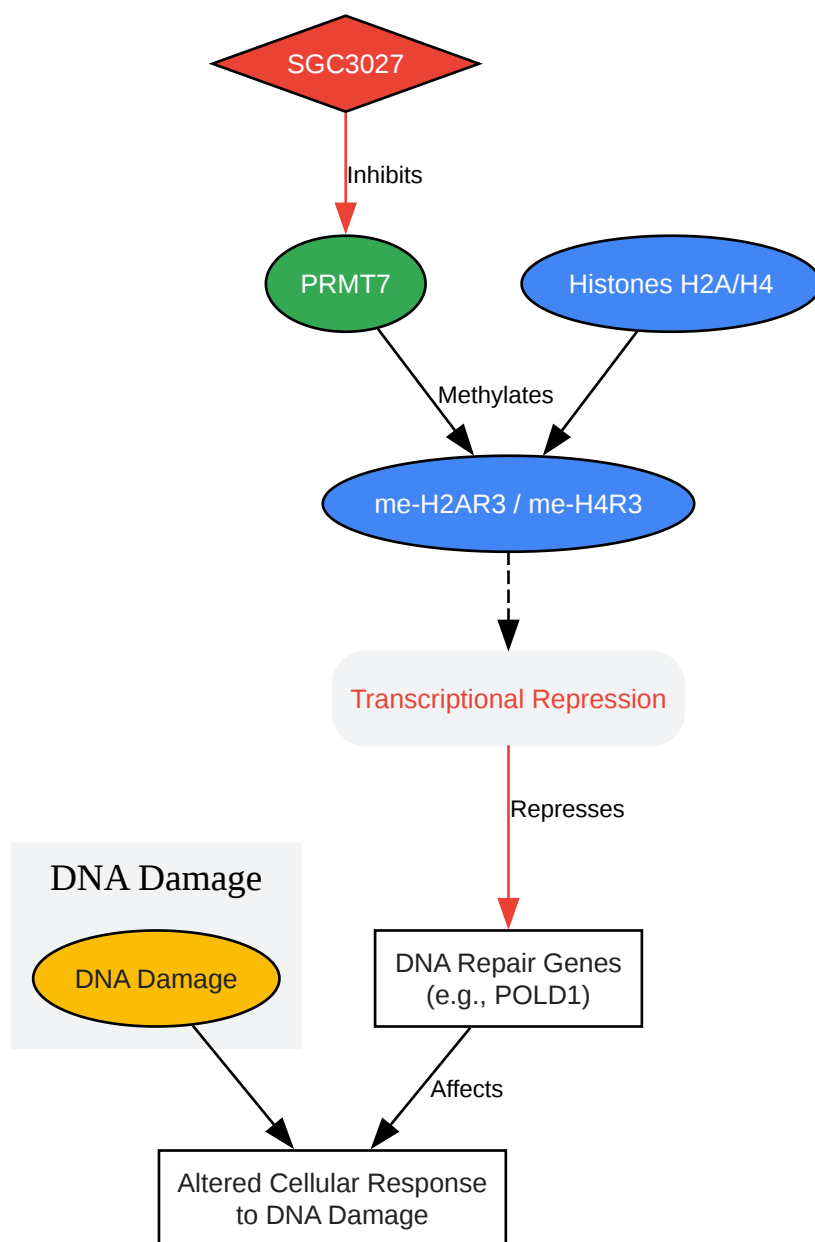 SGC3027
Inhibits
PRMT7
Histones H2A/H4
Methylates
me-H2AR3 / me-H4R3
Transcriptional Repression
Represses
DNA Damage
DNA Damage
DNA Repair Genes
(e.g., POLD1)
Affects
Altered Cellular Response
to DNA Damage